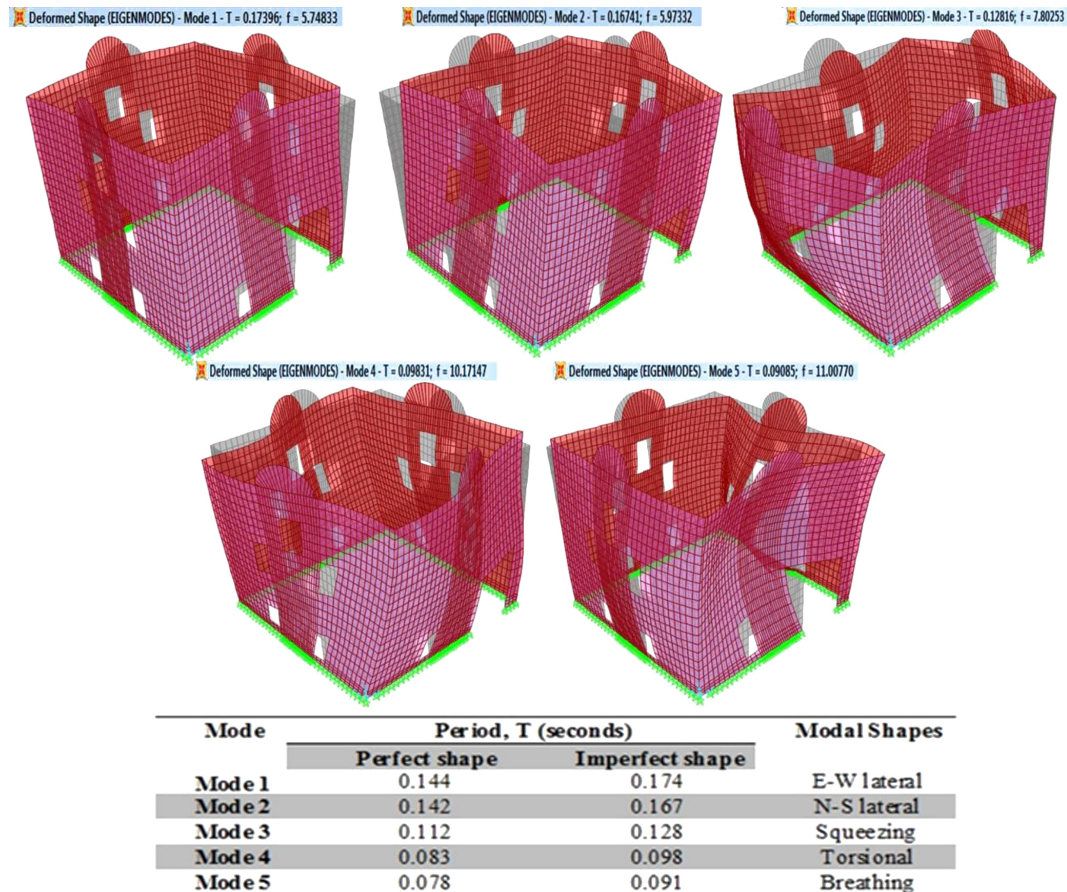 Deformed Shape (EIGENMODES) - Mode 1 - T = 0.17396; f = 5.74833
Deformed Shape (EIGENMODES) - Mode 2 - T = 0.16741; f = 5.97332
Deformed Shape (EIGENMODES) - Mode 3 - T = 0.12816; f = 7.80253
Deformed Shape (EIGENMODES) - Mode 4 - T = 0.09831; f = 10.17147
Deformed Shape (EIGENMODES) - Mode 5 - T = 0.09085; f = 11.00770
Mode Period, T (seconds) Modal Shapes
Perfect shape Imperfect shape
Mode 1 0.144 0.174 E-W lateral
Mode 2 0.142 0.167 N-S lateral
Mode 3 0.112 0.128 Squeezing
Mode 4 0.083 0.098 Torsional
Mode 5 0.078 0.091 Breathing